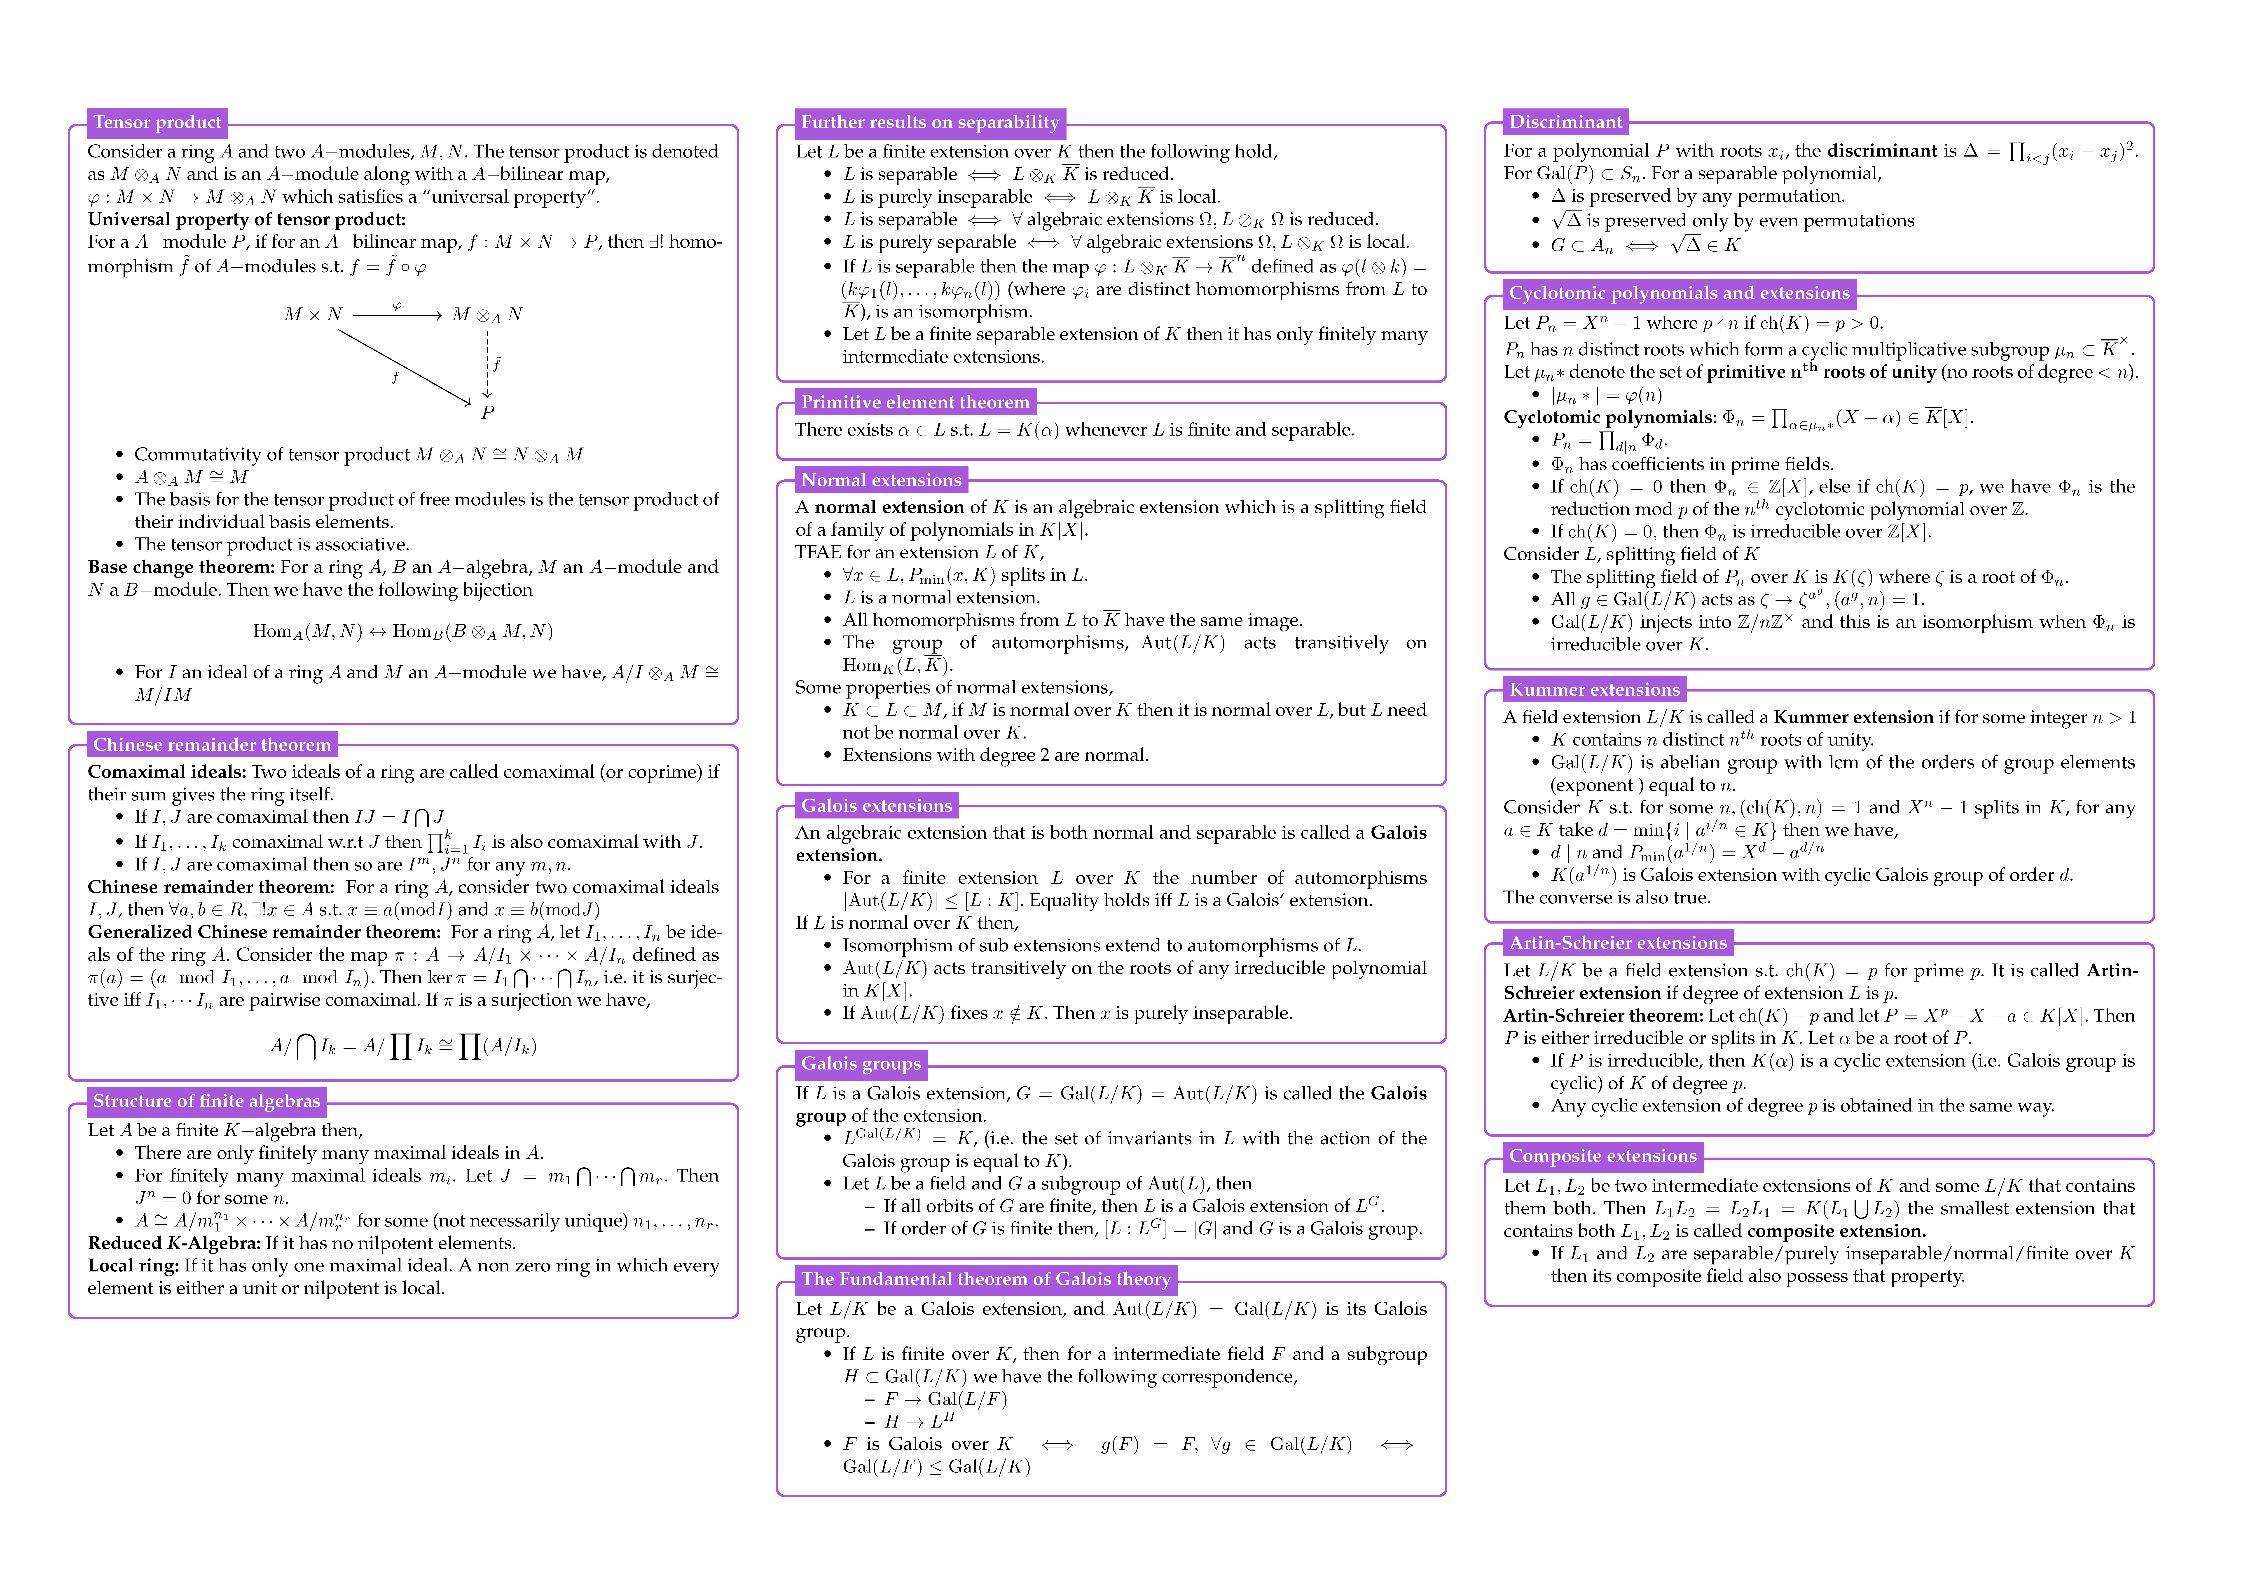 Tensor product
Consider a ring A and two A−modules, M, N. The tensor product is denoted
as M ⊗_A N and is an A−module along with a A−bilinear map,
φ : M × N → M ⊗_A N which satisfies a “universal property“.
Universal property of tensor product:
For a A−module P, if for an A−bilinear map, f : M × N → P, then ∃! homo-
morphism f̃ of A−modules s.t. f = f̃ ∘ φ
M × N φ M ⊗_A N
f f̃
P
• Commutativity of tensor product M ⊗_A N ≅ N ⊗_A M
• A ⊗_A M ≅ M
• The basis for the tensor product of free modules is the tensor product of
their individual basis elements.
• The tensor product is associative.
Base change theorem: For a ring A, B an A−algebra, M an A−module and
N a B−module. Then we have the following bijection
Hom_A(M, N) ↔ Hom_B(B ⊗_A M, N)
• For I an ideal of a ring A and M an A−module we have, A/I ⊗_A M ≅
M/IM
Chinese remainder theorem
Comaximal ideals: Two ideals of a ring are called comaximal (or coprime) if
their sum gives the ring itself.
• If I, J are comaximal then IJ = I ⋂ J
• If I_1, . . . , I_k comaximal w.r.t J then ∏_{i=1}^k I_i is also comaximal with J.
• If I, J are comaximal then so are I^m, J^n for any m, n.
Chinese remainder theorem: For a ring A, consider two comaximal ideals
I, J, then ∀a, b ∈ R, ∃!x ∈ A s.t. x ≡ a(modI) and x ≡ b(modJ)
Generalized Chinese remainder theorem: For a ring A, let I_1, . . . , I_n be ide-
als of the ring A. Consider the map π : A → A/I_1 × · · · × A/I_n defined as
π(a) = (a mod I_1, . . . , a mod I_n). Then ker π = I_1 ⋂ · · · ⋂ I_n, i.e. it is surjec-
tive iff I_1, · · · I_n are pairwise comaximal. If π is a surjection we have,
A/ ⋂ I_k = A/ ∏ I_k ≅ ∏(A/I_k)
Structure of finite algebras
Let A be a finite K−algebra then,
• There are only finitely many maximal ideals in A.
• For finitely many maximal ideals m_i. Let J = m_1 ⋂ · · · ⋂ m_r. Then
J^n = 0 for some n.
• A ≅ A/m_1^{n_1} × · · · × A/m_r^{n_r} for some (not necessarily unique) n_1, . . . , n_r.
Reduced K-Algebra: If it has no nilpotent elements.
Local ring: If it has only one maximal ideal. A non zero ring in which every
element is either a unit or nilpotent is local.
Further results on separability
Let L be a finite extension over K then the following hold,
• L is separable ⟺ L ⊗_K K̅ is reduced.
• L is purely inseparable ⟺ L ⊗_K K̅ is local.
• L is separable ⟺ ∀ algebraic extensions Ω, L ⊗_K Ω is reduced.
• L is purely separable ⟺ ∀ algebraic extensions Ω, L ⊗_K Ω is local.
• If L is separable then the map φ : L ⊗_K K̅ → K̅^n defined as φ(l ⊗ k) =
(kφ_1(l), . . . , kφ_n(l)) (where φ_i are distinct homomorphisms from L to
K̅), is an isomorphism.
• Let L be a finite separable extension of K then it has only finitely many
intermediate extensions.
Primitive element theorem
There exists α ∈ L s.t. L = K(α) whenever L is finite and separable.
Normal extensions
A normal extension of K is an algebraic extension which is a splitting field
of a family of polynomials in K[X].
TFAE for an extension L of K,
• ∀x ∈ L, P_min(x, K) splits in L.
• L is a normal extension.
• All homomorphisms from L to K̅ have the same image.
• The group of automorphisms, Aut(L/K) acts transitively on
Hom_K(L, K̅).
Some properties of normal extensions,
• K ⊂ L ⊂ M, if M is normal over K then it is normal over L, but L need
not be normal over K.
• Extensions with degree 2 are normal.
Galois extensions
An algebraic extension that is both normal and separable is called a Galois
extension.
• For a finite extension L over K the number of automorphisms
|Aut(L/K)| ≤ [L : K]. Equality holds iff L is a Galois‘ extension.
If L is normal over K then,
• Isomorphism of sub extensions extend to automorphisms of L.
• Aut(L/K) acts transitively on the roots of any irreducible polynomial
in K[X].
• If Aut(L/K) fixes x ∉ K. Then x is purely inseparable.
Galois groups
If L is a Galois extension, G = Gal(L/K) = Aut(L/K) is called the Galois
group of the extension.
• L^{Gal(L/K)} = K, (i.e. the set of invariants in L with the action of the
Galois group is equal to K).
• Let L be a field and G a subgroup of Aut(L), then
– If all orbits of G are finite, then L is a Galois extension of L^G.
– If order of G is finite then, [L : L^G] = |G| and G is a Galois group.
The Fundamental theorem of Galois theory
Let L/K be a Galois extension, and Aut(L/K) = Gal(L/K) is its Galois
group.
• If L is finite over K, then for a intermediate field F and a subgroup
H ⊂ Gal(L/K) we have the following correspondence,
– F → Gal(L/F)
– H → L^H
• F is Galois over K ⟺ g(F) = F, ∀g ∈ Gal(L/K) ⟺
Gal(L/F) ≤ Gal(L/K)
Discriminant
For a polynomial P with roots x_i, the discriminant is Δ = ∏_{i<j}(x_i − x_j)^2.
For Gal(P) ⊂ S_n. For a separable polynomial,
• Δ is preserved by any permutation.
• √Δ is preserved only by even permutations
• G ⊂ A_n ⟺ √Δ ∈ K
Cyclotomic polynomials and extensions
Let P_n = X^n − 1 where p ∤ n if ch(K) = p > 0.
P_n has n distinct roots which form a cyclic multiplicative subgroup μ_n ⊂ K̅^×.
Let μ_n∗ denote the set of primitive n^th roots of unity (no roots of degree < n).
• |μ_n ∗ | = φ(n)
Cyclotomic polynomials: Φ_n = ∏_{α∈μ_n∗}(X − α) ∈ K̅[X].
• P_n = ∏_{d|n} Φ_d.
• Φ_n has coefficients in prime fields.
• If ch(K) = 0 then Φ_n ∈ ℤ[X], else if ch(K) = p, we have Φ_n is the
reduction mod p of the n^th cyclotomic polynomial over ℤ.
• If ch(K) = 0, then Φ_n is irreducible over ℤ[X].
Consider L, splitting field of K
• The splitting field of P_n over K is K(ζ) where ζ is a root of Φ_n.
• All g ∈ Gal(L/K) acts as ζ → ζ^{a^g}, (a^g, n) = 1.
• Gal(L/K) injects into ℤ/nℤ^× and this is an isomorphism when Φ_n is
irreducible over K.
Kummer extensions
A field extension L/K is called a Kummer extension if for some integer n > 1
• K contains n distinct n^th roots of unity.
• Gal(L/K) is abelian group with lcm of the orders of group elements
(exponent ) equal to n.
Consider K s.t. for some n, (ch(K), n) = 1 and X^n − 1 splits in K, for any
a ∈ K take d = min{i | a^{i/n} ∈ K} then we have,
• d | n and P_min(a^{1/n}) = X^d − a^{d/n}
• K(a^{1/n}) is Galois extension with cyclic Galois group of order d.
The converse is also true.
Artin-Schreier extensions
Let L/K be a field extension s.t. ch(K) = p for prime p. It is called Artin-
Schreier extension if degree of extension L is p.
Artin-Schreier theorem: Let ch(K) = p and let P = X^p − X − a ∈ K[X]. Then
P is either irreducible or splits in K. Let α be a root of P.
• If P is irreducible, then K(α) is a cyclic extension (i.e. Galois group is
cyclic) of K of degree p.
• Any cyclic extension of degree p is obtained in the same way.
Composite extensions
Let L_1, L_2 be two intermediate extensions of K and some L/K that contains
them both. Then L_1L_2 = L_2L_1 = K(L_1 ⋃ L_2) the smallest extension that
contains both L_1, L_2 is called composite extension.
• If L_1 and L_2 are separable/purely inseparable/normal/finite over K
then its composite field also possess that property.